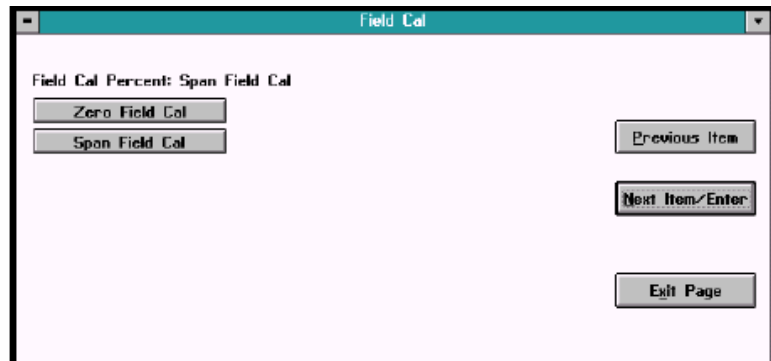 Field Cal
Field Cal Percent: Span Field Cal
Zero Field Cal
Span Field Cal
Previous Item
Next Item/Enter
Exit Page